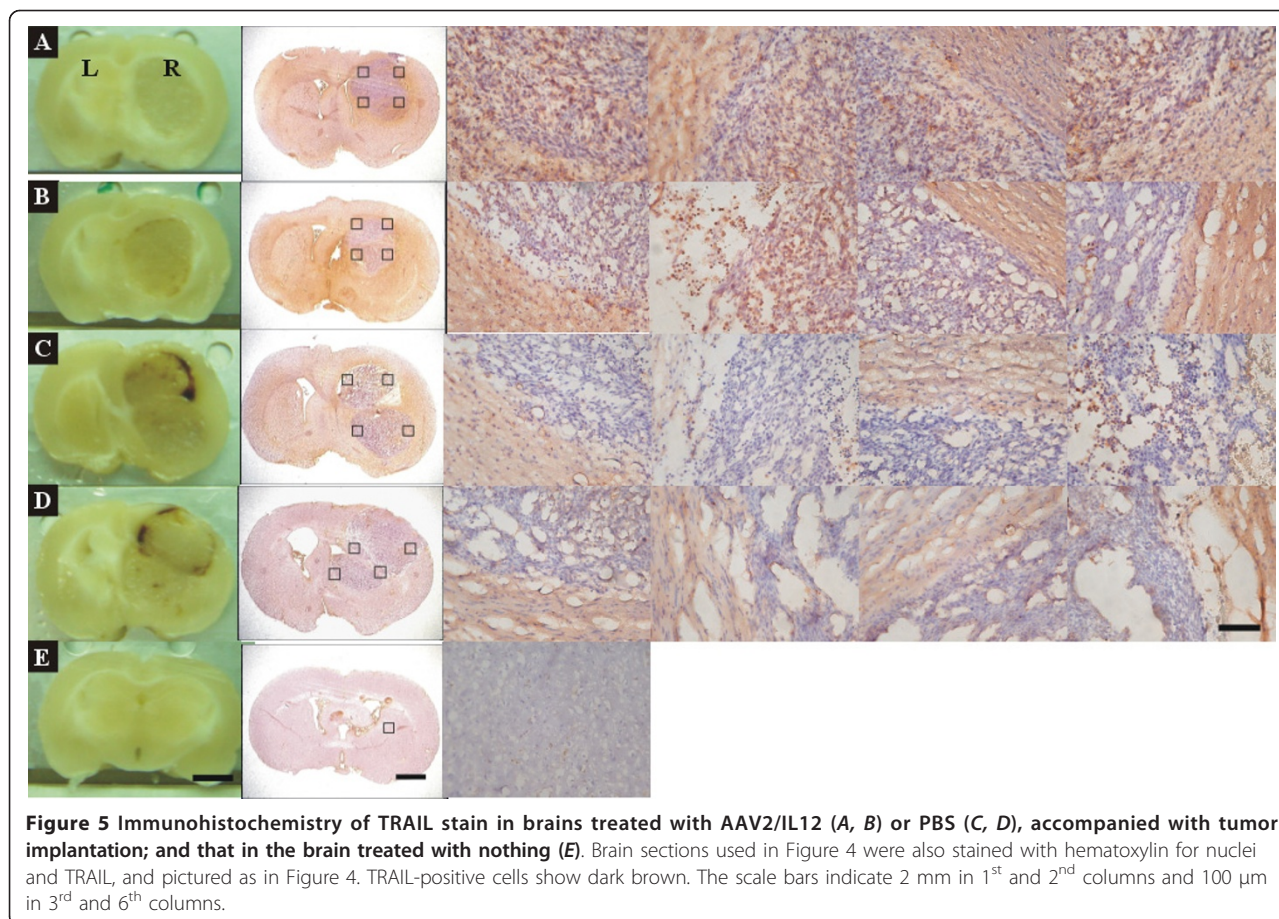 A
L R
B
C
D
E
Figure 5 Immunohistochemistry of TRAIL stain in brains treated with AAV2/IL12 (A, B) or PBS (C, D), accompanied with tumor
implantation; and that in the brain treated with nothing (E). Brain sections used in Figure 4 were also stained with hematoxylin for nuclei
and TRAIL, and pictured as in Figure 4. TRAIL-positive cells show dark brown. The scale bars indicate 2 mm in 1st and 2nd columns and 100 μm
in 3rd and 6th columns.